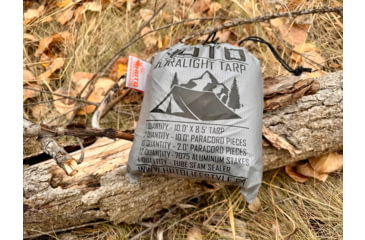 HOTO
ULTRALIGHT TARP
QUANTITY - 10.0' X 8.5' TARP
QUANTITY - 10.0' PARACORD PIECES
QUANTITY - 2.0' PARACORD PIECES
QUANTITY - 7075 ALUMINUM STAKES
QUANTITY - TUBE SEAM SEALER